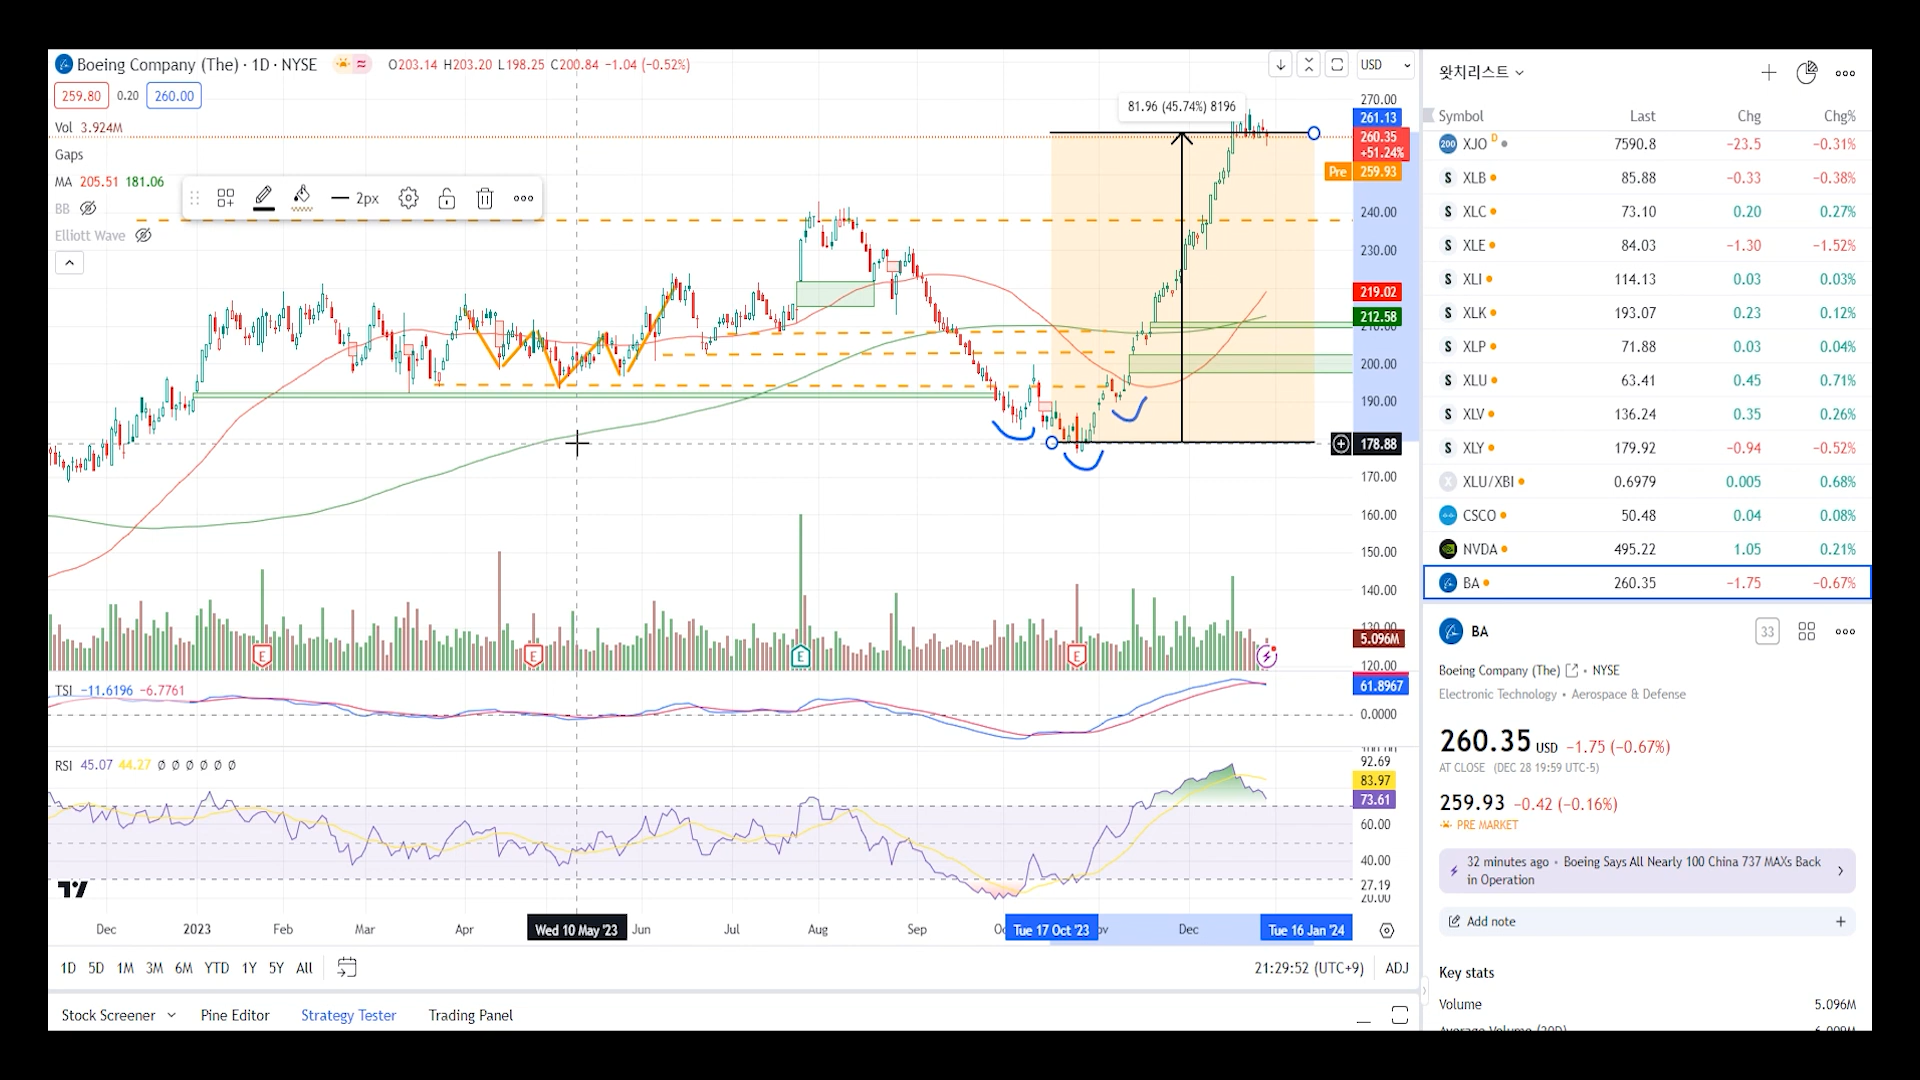 Boeing Company (The) · 1D · NYSE
O203.14 H203.20 L198.25 C200.84 −1.04 (−0.52%)
USD
259.80 0.20 260.00
Vol 3.924M
Gaps
MA 205.51 181.06
BB
Elliott Wave
2px
81.96 (45.74%) 8196
270.00
261.13
260.35
+51.24%
Pre 259.93
240.00
230.00
219.02
212.58
210.00
200.00
190.00
178.88
170.00
160.00
150.00
140.00
130.00
5.096M
120.00
E E E E
TSI −11.6196 −6.7761
61.8967
0.0000
RSI 45.07 44.27 ∅ ∅ ∅ ∅ ∅ ∅
92.69
83.97
73.61
60.00
40.00
27.19
20.00
Dec 2023 Feb Mar Apr Wed 10 May '23 Jun Jul Aug Sep Tue 17 Oct '23 Dec Tue 16 Jan '24
1D 5D 1M 3M 6M YTD 1Y 5Y All
21:29:52 (UTC+9) ADJ
Stock Screener Pine Editor Strategy Tester Trading Panel
왓치리스트
Symbol Last Chg Chg%
200 XJO D 7590.8 −23.5 −0.31%
S XLB 85.88 −0.33 −0.38%
S XLC 73.10 0.20 0.27%
S XLE 84.03 −1.30 −1.52%
S XLI 114.13 0.03 0.03%
S XLK 193.07 0.23 0.12%
S XLP 71.88 0.03 0.04%
S XLU 63.41 0.45 0.71%
S XLV 136.24 0.35 0.26%
S XLY 179.92 −0.94 −0.52%
X XLU/XBI 0.6979 0.005 0.68%
CSCO 50.48 0.04 0.08%
NVDA 495.22 1.05 0.21%
BA 260.35 −1.75 −0.67%
BA
33
Boeing Company (The) • NYSE
Electronic Technology • Aerospace & Defense
260.35 USD −1.75 (−0.67%)
AT CLOSE (DEC 28 19:59 UTC-5)
259.93 −0.42 (−0.16%)
PRE MARKET
32 minutes ago • Boeing Says All Nearly 100 China 737 MAXs Back
in Operation
Add note
Key stats
Volume 5.096M